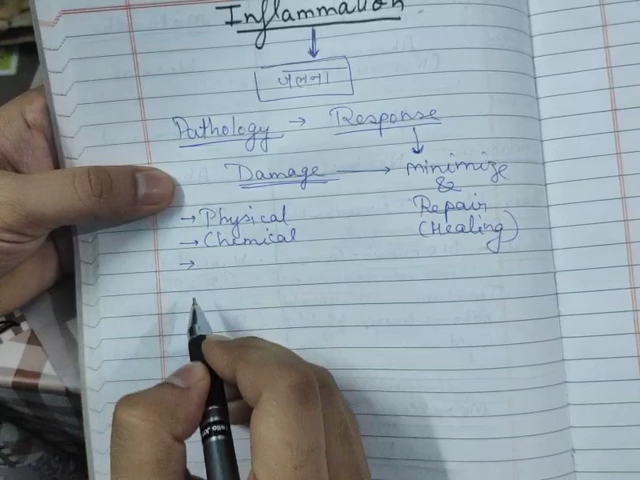 Inflammation
↓
जलना
Pathology → Response
↓
Damage → minimize
&
→ Physical Repair
→ Chemical (Healing)
→